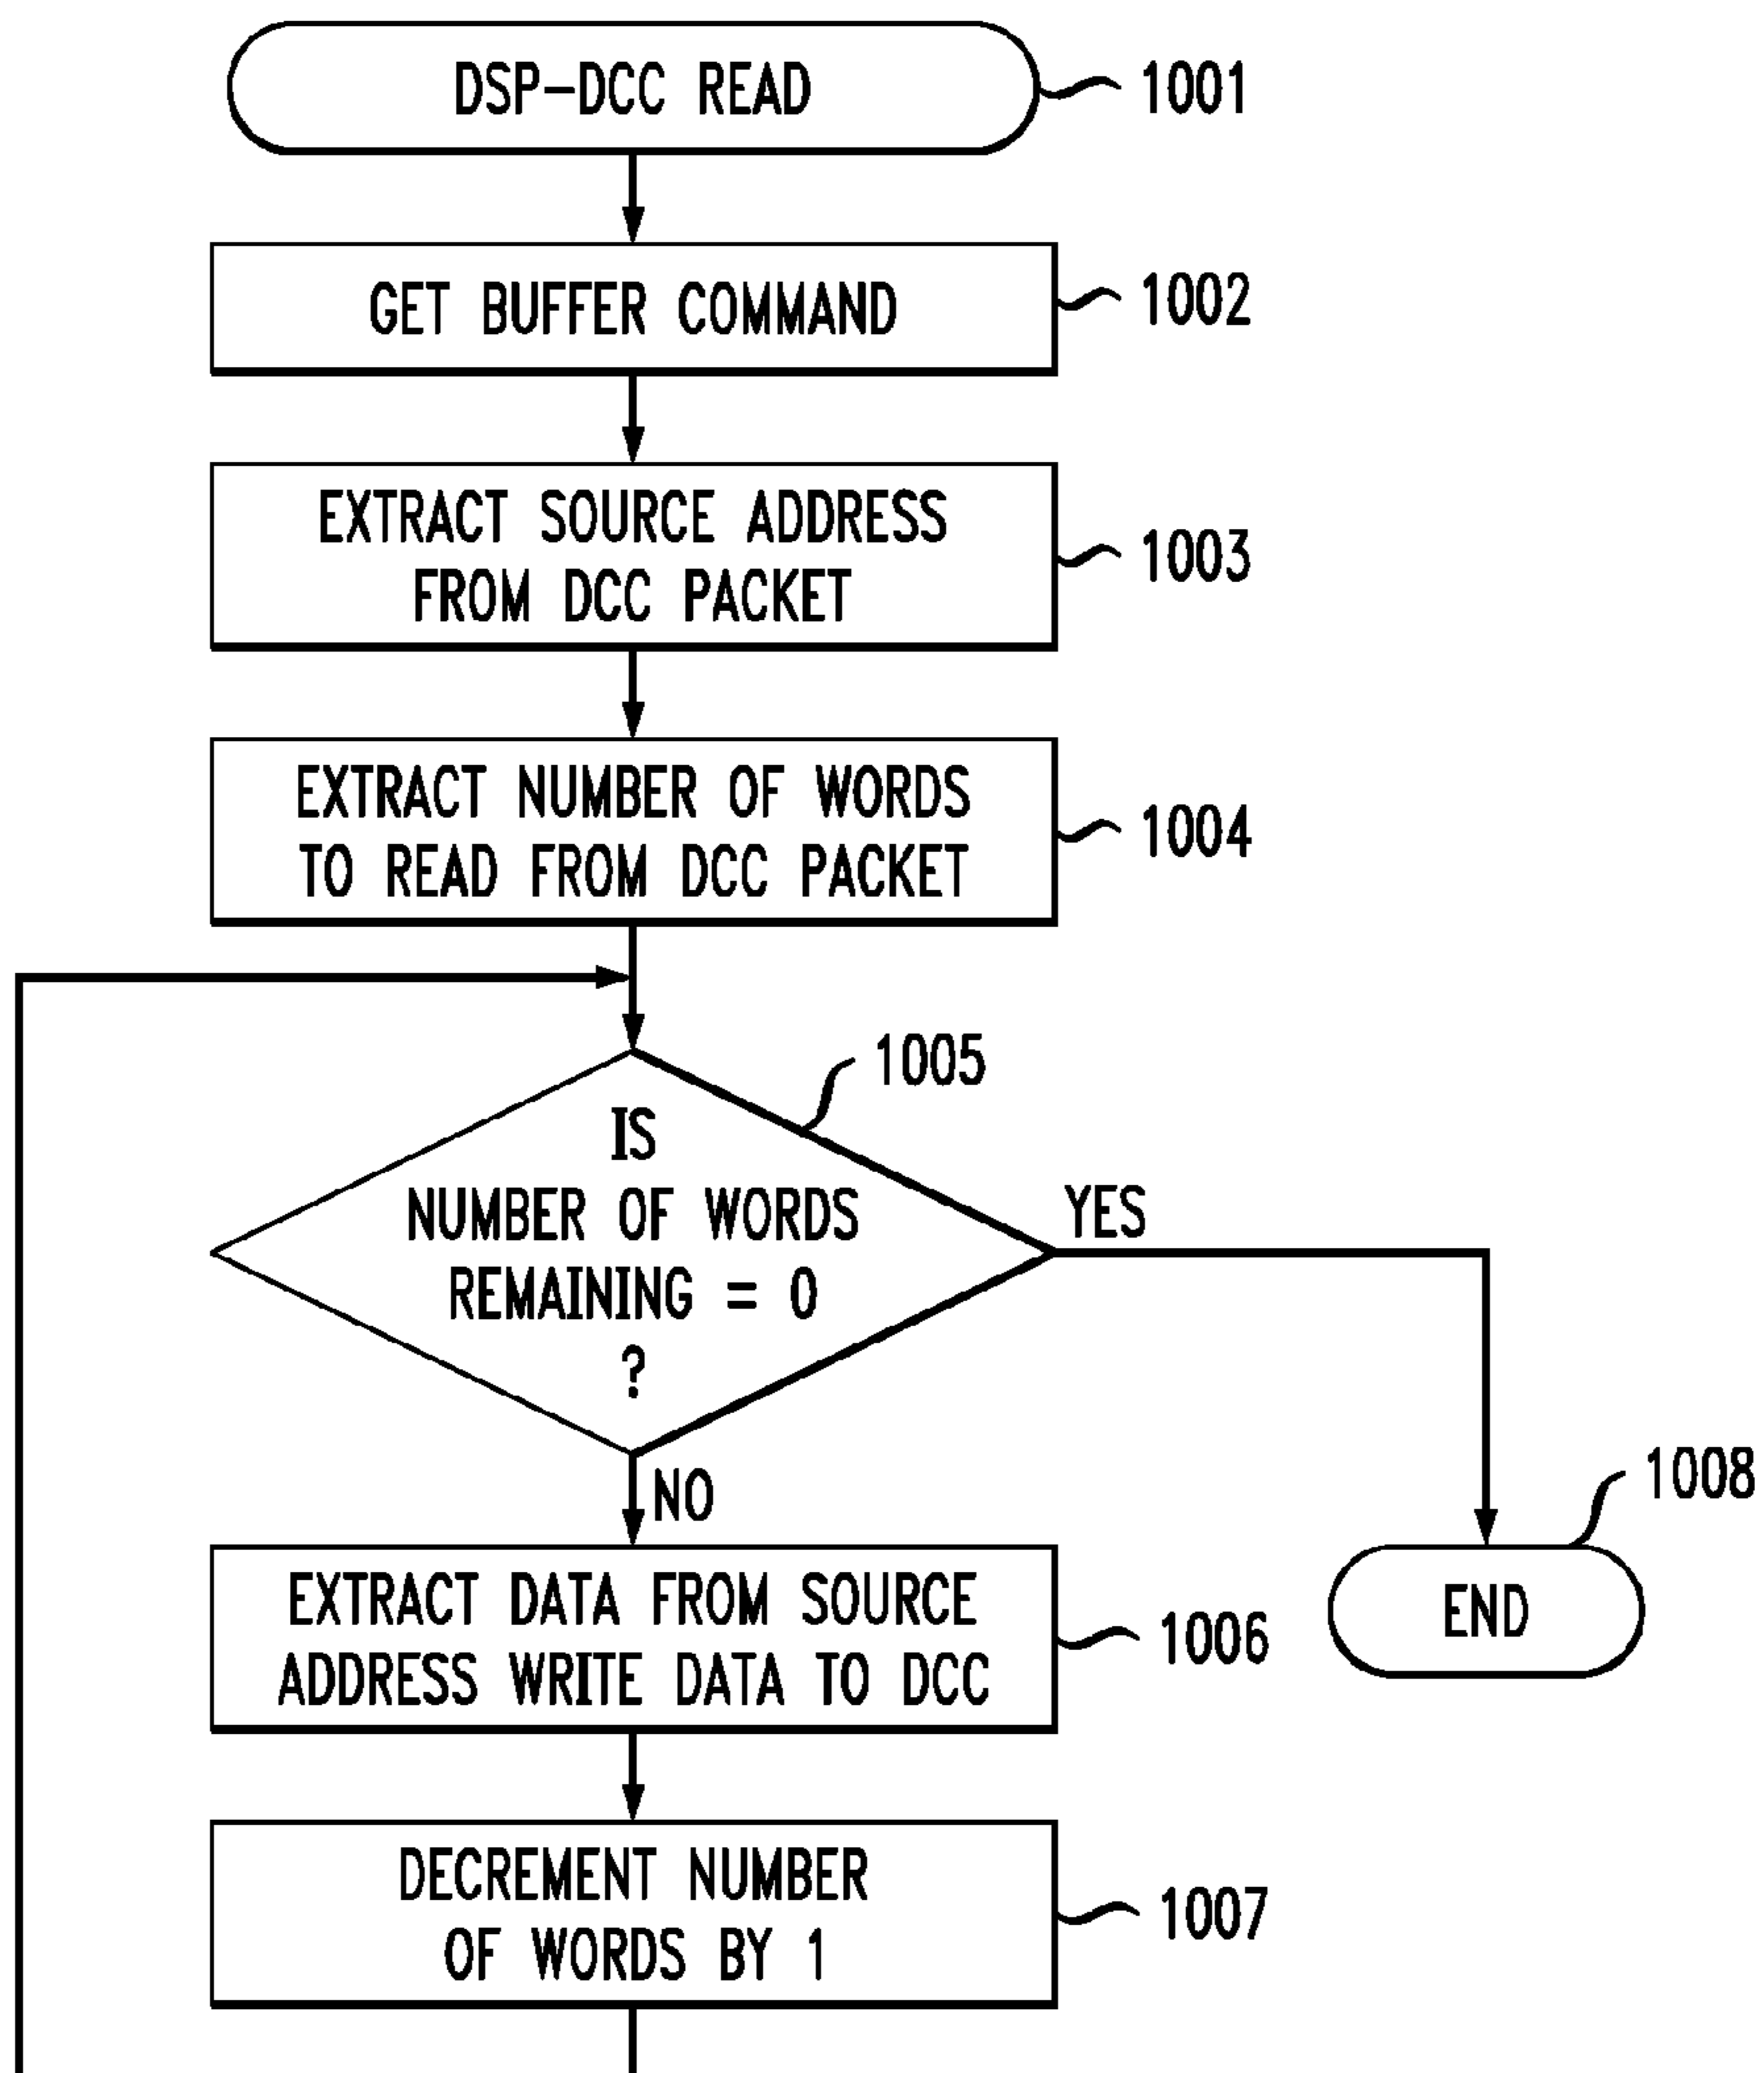 DSP-DCC READ
1001
GET BUFFER COMMAND
1002
EXTRACT SOURCE ADDRESS
FROM DCC PACKET
1003
EXTRACT NUMBER OF WORDS
TO READ FROM DCC PACKET
1004
1005
IS
NUMBER OF WORDS
REMAINING = 0
?
YES
NO
1008
END
EXTRACT DATA FROM SOURCE
ADDRESS WRITE DATA TO DCC
1006
DECREMENT NUMBER
OF WORDS BY 1
1007